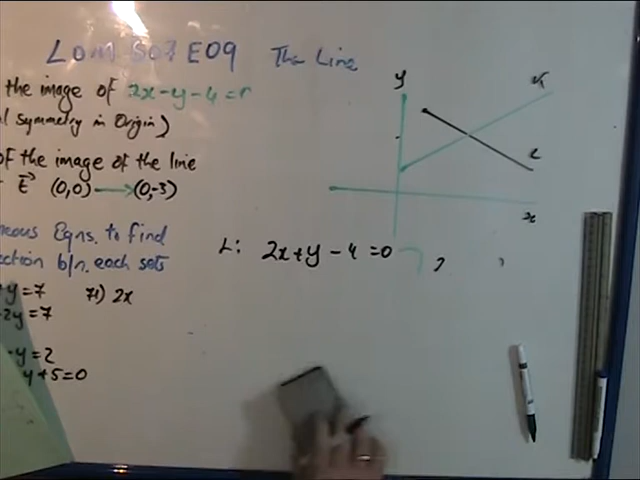 LOM S07 E09 The Line
the image of 2x-y-4=
symmetry in Origin)
of the image of the line
(0,0) → (0,-3)
Eqns. to find
b/n. each sets
y=7 71) 2x
2y=7
-y=2
y+5=0
y
K
L
x
L: 2x+y-4=0